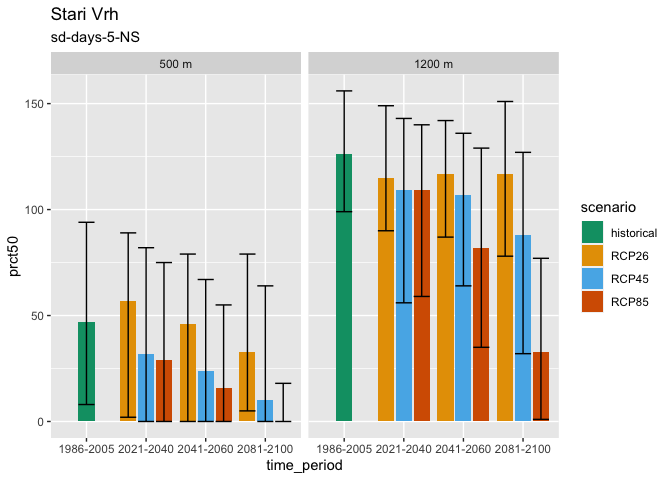 Stari Vrh
sd-days-5-NS
500 m
1200 m
prct50
150
100
50
0
1986-2005 2021-2040 2041-2060 2081-2100
1986-2005 2021-2040 2041-2060 2081-2100
time_period
scenario
historical
RCP26
RCP45
RCP85